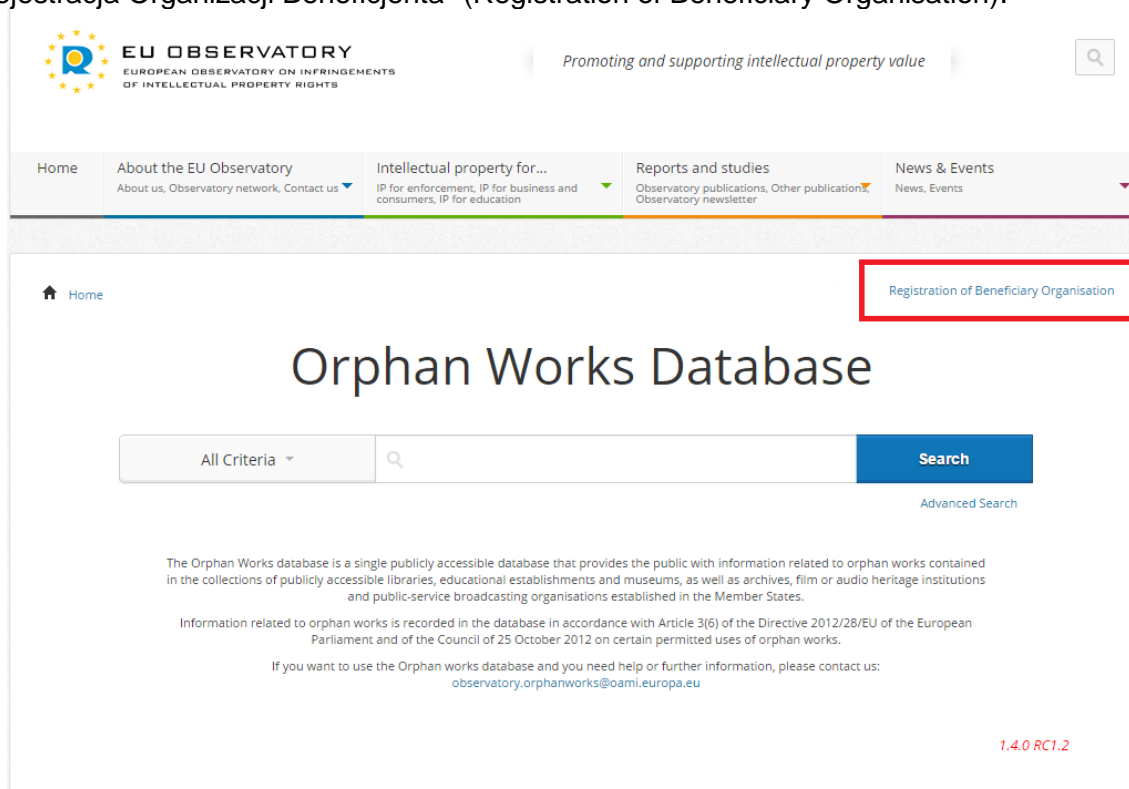 Organizacji Beneficjenta" (Registration of Beneficiary Organisation).
EU OBSERVATORY
EUROPEAN OBSERVATORY ON INFRINGEMENTS
OF INTELLECTUAL PROPERTY RIGHTS
Promoting and supporting intellectual property value
Home
About the EU Observatory
About us, Observatory network, Contact us
Intellectual property for...
IP for enforcement, IP for business and
consumers, IP for education
Reports and studies
Observatory publications, Other publications,
Observatory newsletter
News & Events
News, Events
Home
Registration of Beneficiary Organisation
Orphan Works Database
All Criteria
Search
Advanced Search
The Orphan Works database is a single publicly accessible database that provides the public with information related to orphan works contained
in the collections of publicly accessible libraries, educational establishments and museums, as well as archives, film or audio heritage institutions
and public-service broadcasting organisations established in the Member States.
Information related to orphan works is recorded in the database in accordance with Article 3(6) of the Directive 2012/28/EU of the European
Parliament and of the Council of 25 October 2012 on certain permitted uses of orphan works.
If you want to use the Orphan works database and you need help or further information, please contact us:
observatory.orphanworks@oami.europa.eu
1.4.0 RC1.2